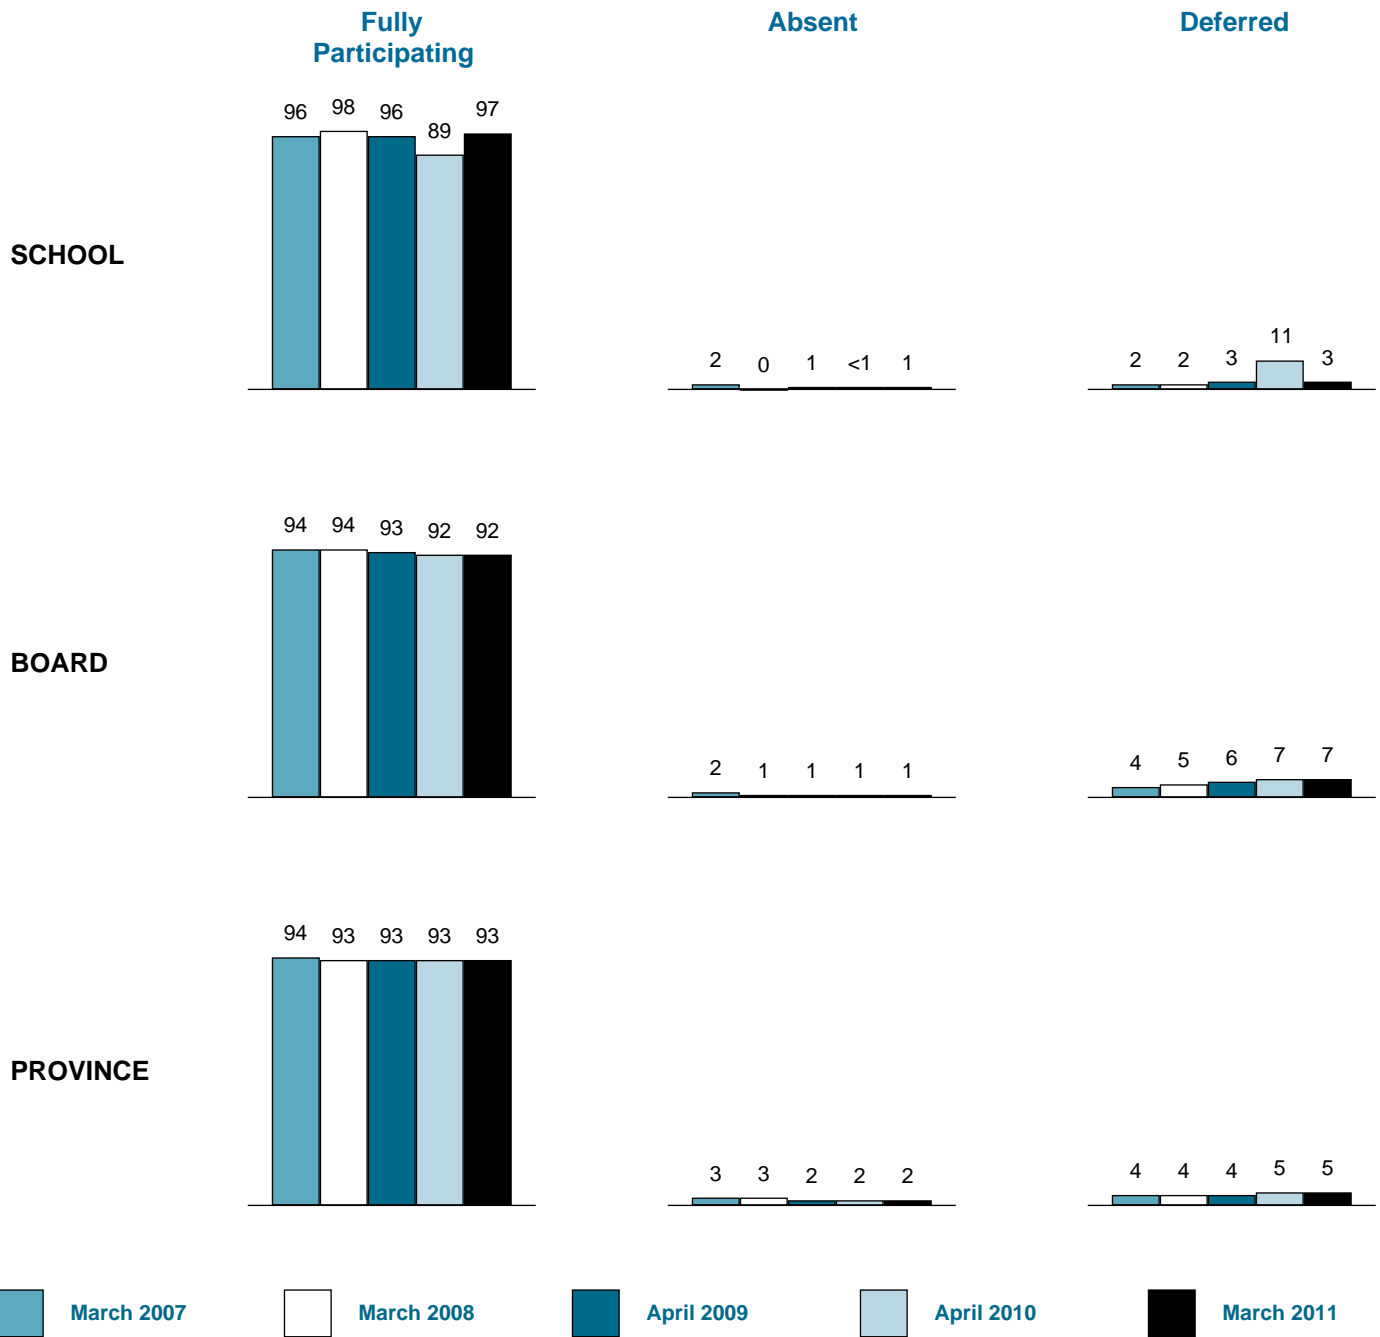 Fully
Participating
Absent
Deferred
96 98 96 89 97
SCHOOL
2 0 1 <1 1
2 2 3 11 3
94 94 93 92 92
BOARD
2 1 1 1 1
4 5 6 7 7
94 93 93 93 93
PROVINCE
3 3 2 2 2
4 4 4 5 5
March 2007
March 2008
April 2009
April 2010
March 2011